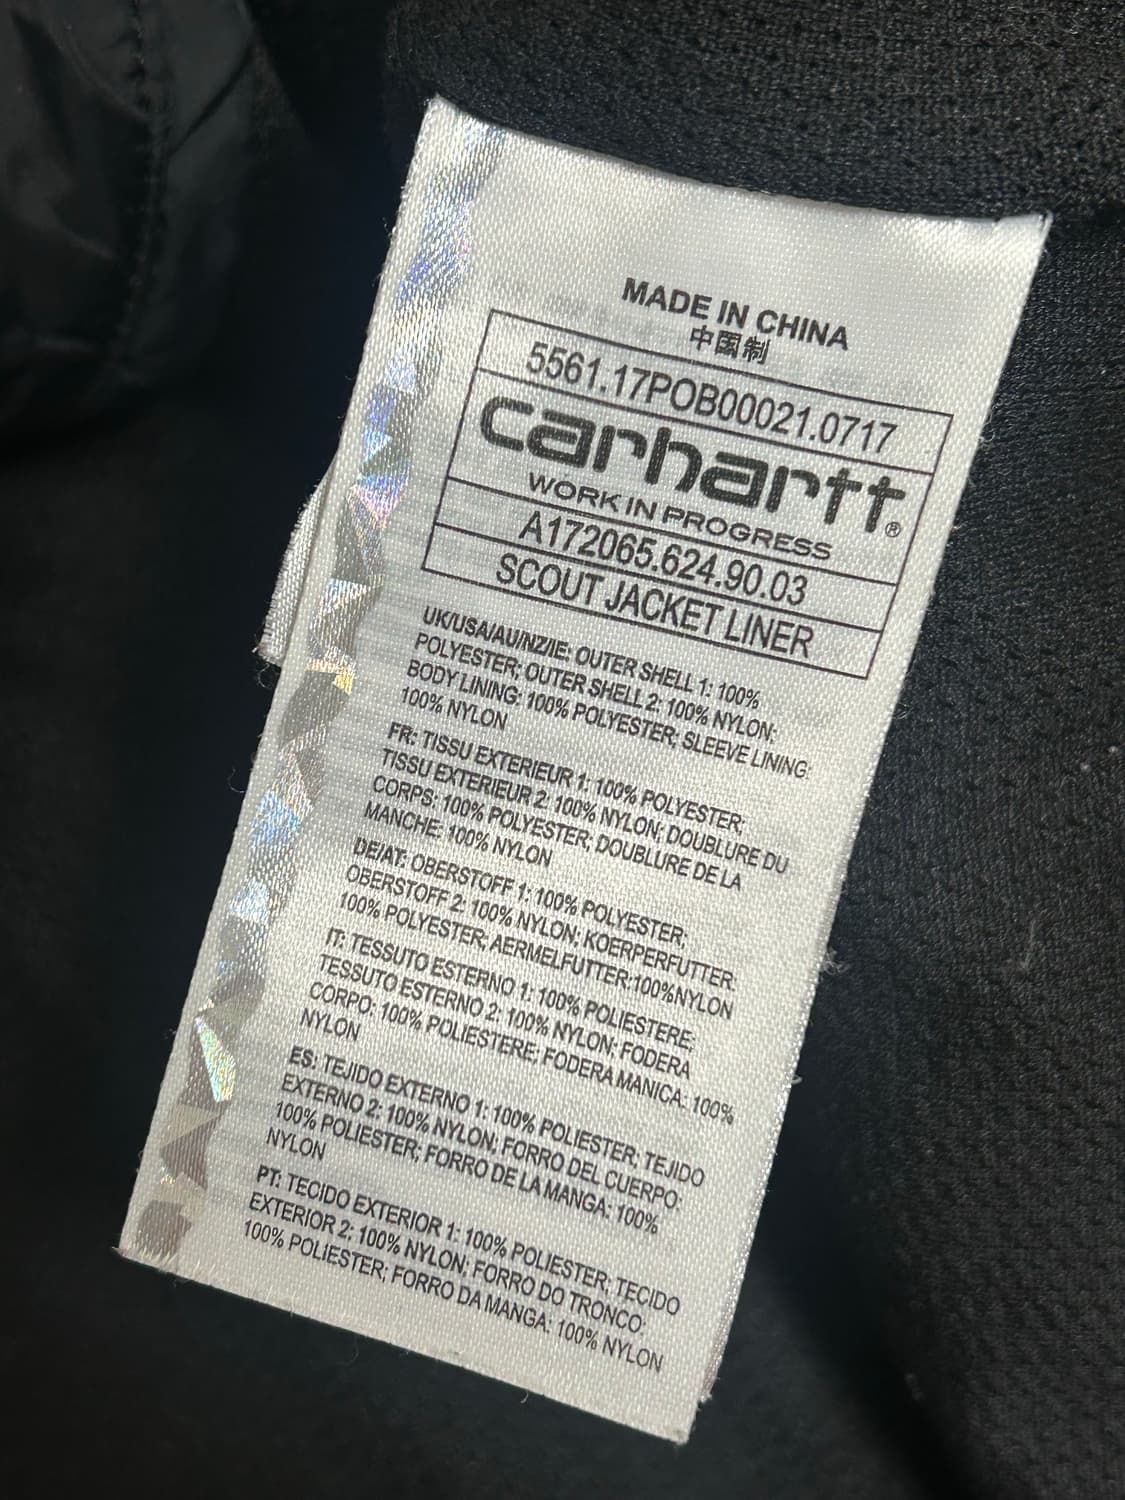 MADE IN CHINA
中国制
5561.17POB00021.0717
carhartt®
WORK IN PROGRESS
A172065.624.90.03
SCOUT JACKET LINER
UK/USA/AU/NZ/IE: OUTER SHELL 1: 100%
POLYESTER; OUTER SHELL 2: 100% NYLON;
BODY LINING: 100% POLYESTER; SLEEVE LINING:
100% NYLON
FR: TISSU EXTERIEUR 1: 100% POLYESTER;
TISSU EXTERIEUR 2: 100% NYLON; DOUBLURE DU
CORPS: 100% POLYESTER; DOUBLURE DE LA
MANCHE: 100% NYLON
DE/AT: OBERSTOFF 1: 100% POLYESTER;
OBERSTOFF 2: 100% NYLON; KOERPERFUTTER:
100% POLYESTER; AERMELFUTTER:100%NYLON
IT: TESSUTO ESTERNO 1: 100% POLIESTERE;
TESSUTO ESTERNO 2: 100% NYLON; FODERA
CORPO: 100% POLIESTERE; FODERA MANICA: 100%
NYLON
ES: TEJIDO EXTERNO 1: 100% POLIESTER; TEJIDO
EXTERNO 2: 100% NYLON; FORRO DEL CUERPO:
100% POLIESTER; FORRO DE LA MANGA: 100%
NYLON
PT: TECIDO EXTERIOR 1: 100% POLIESTER; TECIDO
EXTERIOR 2: 100% NYLON; FORRO DO TRONCO:
100% POLIESTER; FORRO DA MANGA: 100% NYLON